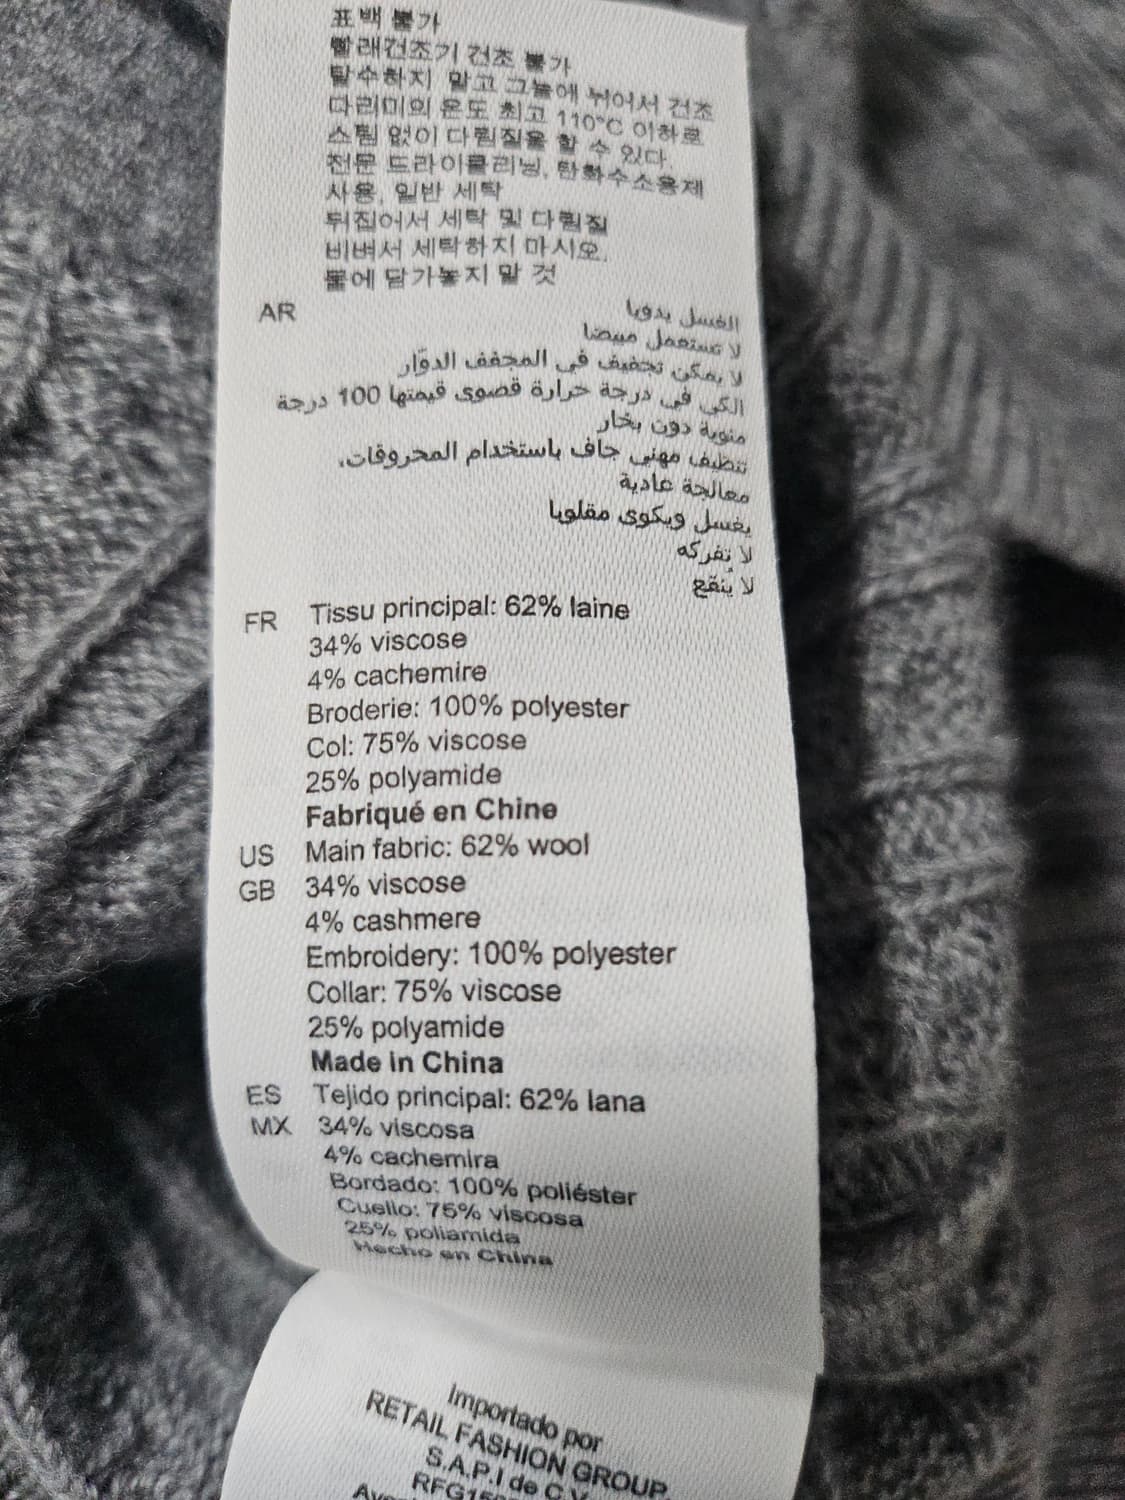 표백 불가
빨래건조기 건조 불가
탈수하지 말고 그늘에 뉘어서 건조
다리미의 온도 최고 110°C 이하로
스팀 없이 다림질을 할 수 있다.
전문 드라이클리닝, 탄화수소용제
사용, 일반 세탁
뒤집어서 세탁 및 다림질
비벼서 세탁하지 마시오.
물에 담가놓지 말 것
AR الغسل يدويا
لا تستعمل مبيضا
لا يمكن تجفيف في المجفف الدوّار
الكي في درجة حرارة قصوى قيمتها 100 درجة
مئوية دون بخار
تنظيف مهني جاف باستخدام المحروقات،
معالجة عادية
يغسل ويكوى مقلوبا
لا تفركه
لا يُنقع
FR Tissu principal: 62% laine
34% viscose
4% cachemire
Broderie: 100% polyester
Col: 75% viscose
25% polyamide
Fabriqué en Chine
US Main fabric: 62% wool
GB 34% viscose
4% cashmere
Embroidery: 100% polyester
Collar: 75% viscose
25% polyamide
Made in China
ES Tejido principal: 62% lana
MX 34% viscosa
4% cachemira
Bordado: 100% poliéster
Cuello: 75% viscosa
25% poliamida
Hecho en China
Importado por
RETAIL FASHION GROUP
S.A.P.I de C.V.